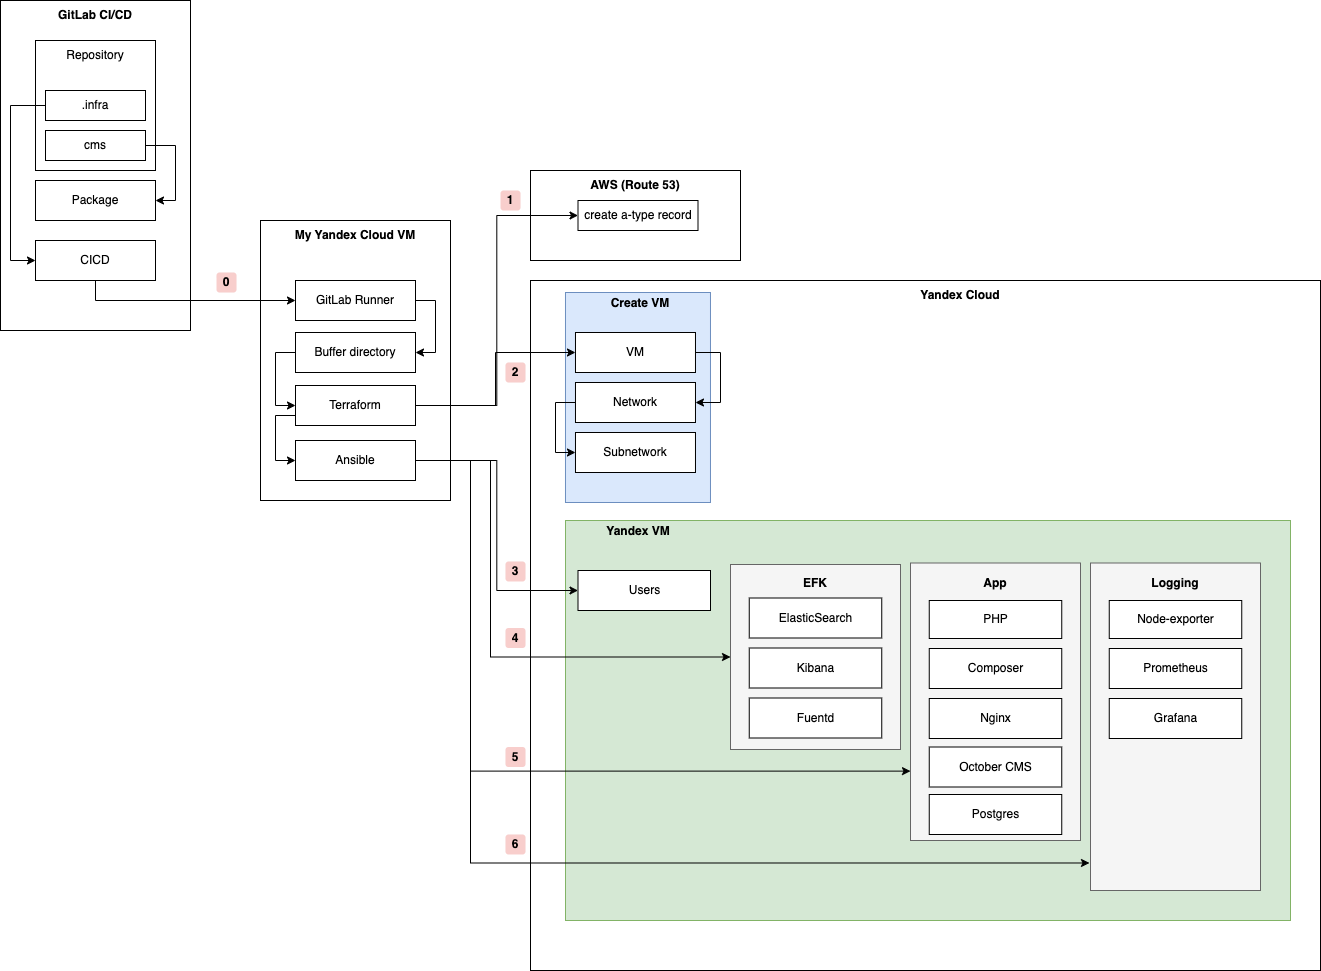 GitLab CI/CD
Repository
.infra
cms
Package
CICD
0
My Yandex Cloud VM
GitLab Runner
Buffer directory
Terraform
Ansible
1
AWS (Route 53)
create a-type record
Yandex Cloud
2
Create VM
VM
Network
Subnetwork
Yandex VM
3
Users
4
EFK
ElasticSearch
Kibana
Fuentd
5
App
PHP
Composer
Nginx
October CMS
Postgres
6
Logging
Node-exporter
Prometheus
Grafana